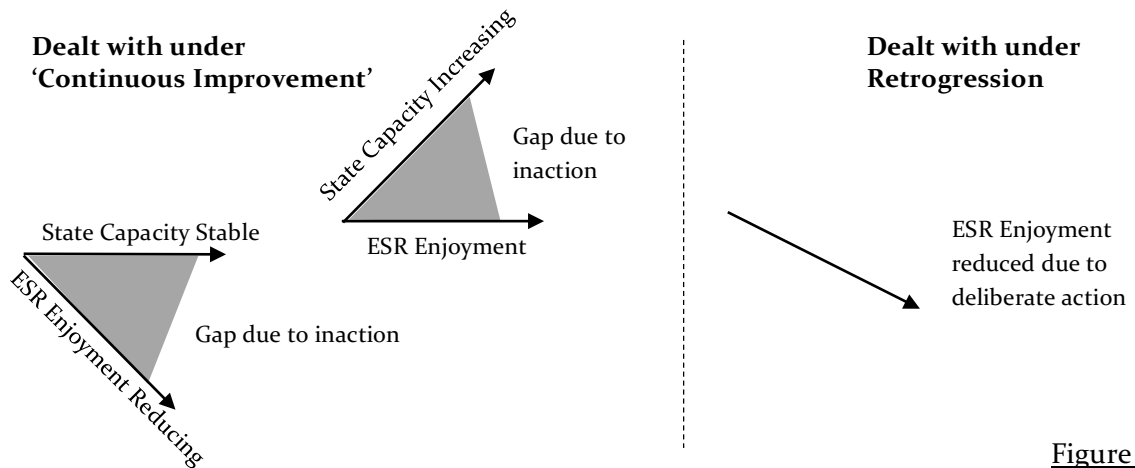 Dealt with under
‘Continuous Improvement’
State Capacity Increasing
Gap due to
inaction
ESR Enjoyment
State Capacity Stable
ESR Enjoyment Reducing
Gap due to inaction
Dealt with under
Retrogression
ESR Enjoyment
reduced due to
deliberate action
Figure